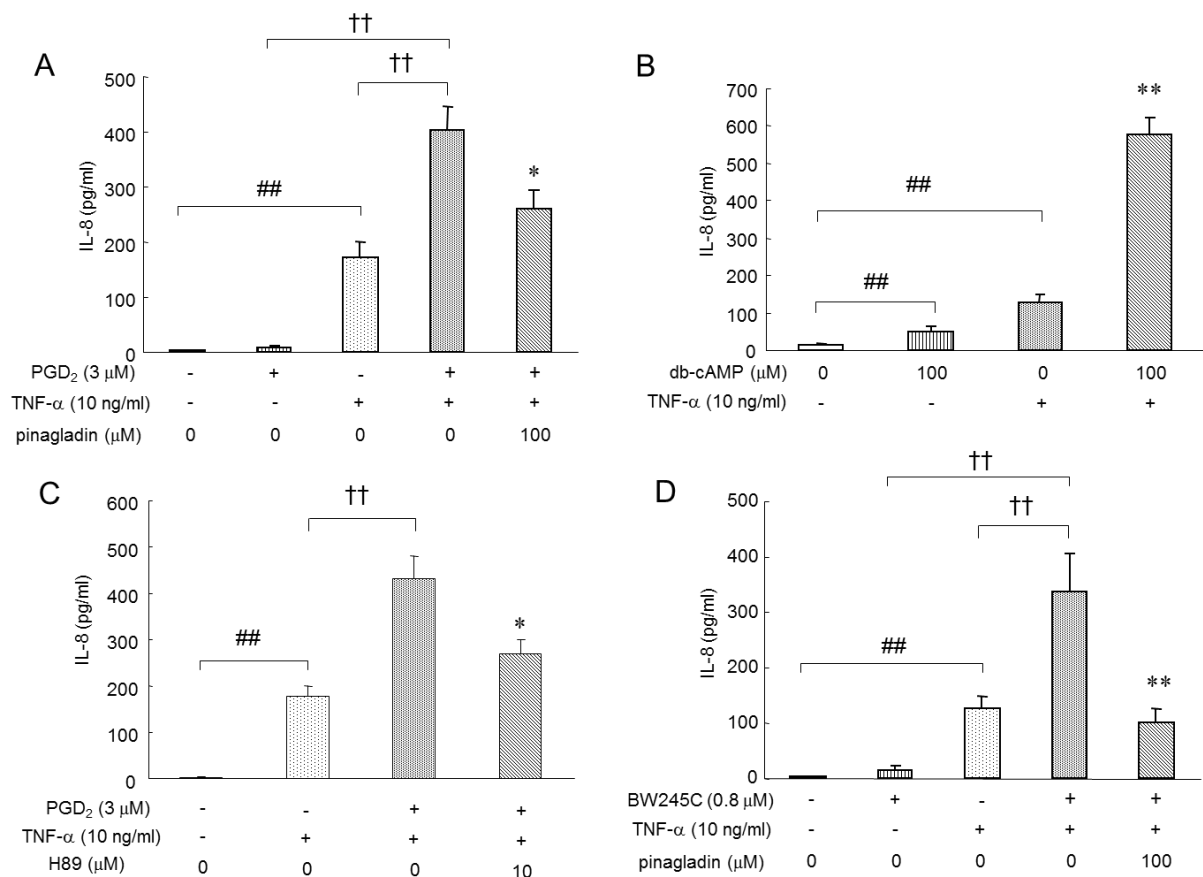 A
††
††
##
*
IL-8 (pg/ml)
500
400
300
200
100
0
PGD₂ (3 μM) - + - + +
TNF-α (10 ng/ml) - - + + +
pinagladin (μM) 0 0 0 0 100
B
**
##
##
IL-8 (pg/ml)
700
600
500
400
300
200
100
0
db-cAMP (μM) 0 100 0 100
TNF-α (10 ng/ml) - - + +
C
††
##
*
IL-8 (pg/ml)
600
500
400
300
200
100
0
PGD₂ (3 μM) - - + +
TNF-α (10 ng/ml) - + + +
H89 (μM) 0 0 0 10
D
††
††
##
**
IL-8 (pg/ml)
500
400
300
200
100
0
BW245C (0.8 μM) - + - + +
TNF-α (10 ng/ml) - - + + +
pinagladin (μM) 0 0 0 0 100